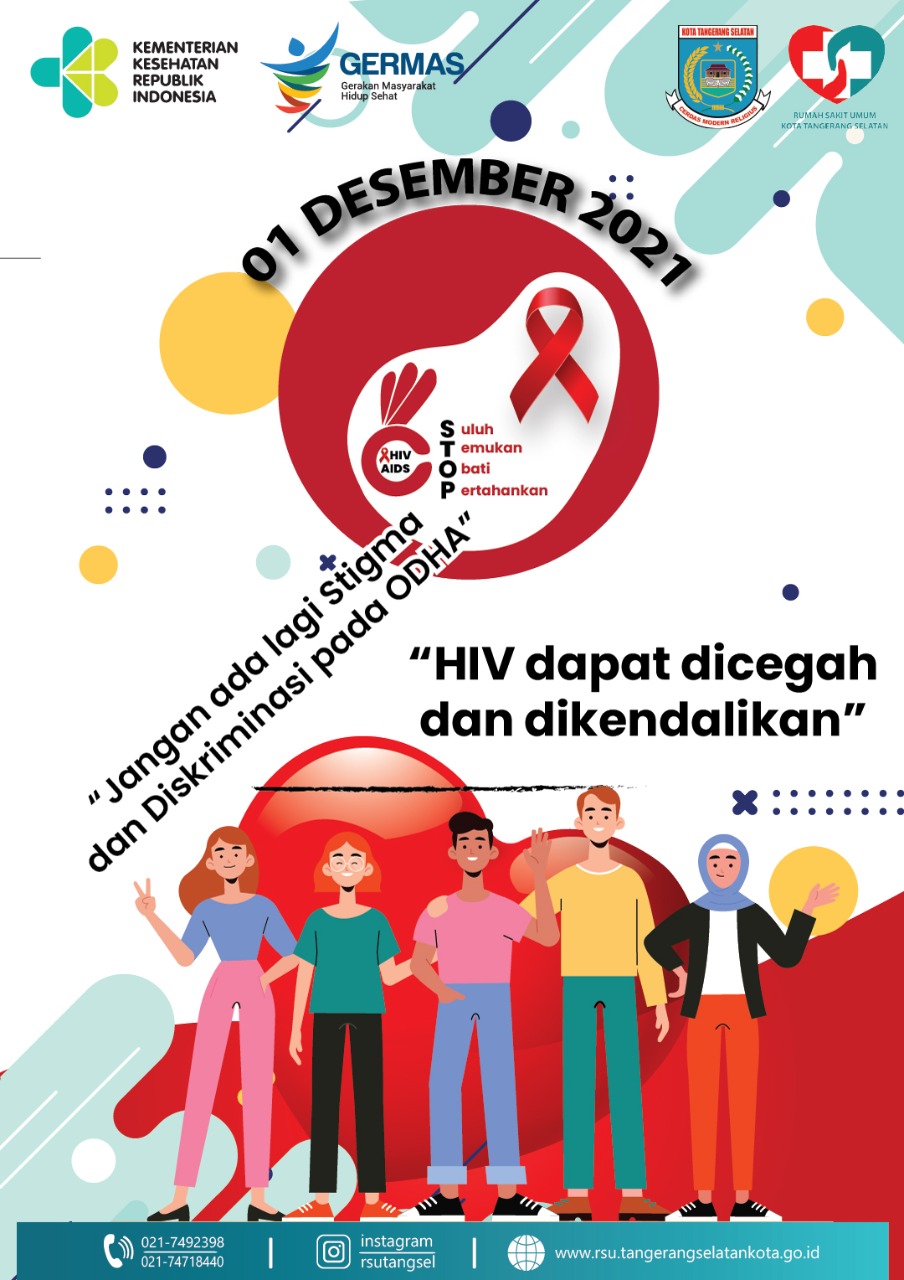 KEMENTERIAN
KESEHATAN
REPUBLIK
INDONESIA
GERMAS
Gerakan Masyarakat
Hidup Sehat
KOTA TANGERANG SELATAN
CERDAS MODERN RELIGIUS
RUMAH SAKIT UMUM
KOTA TANGERANG SELATAN
01 DESEMBER 2021
HIV
AIDS
Suluh
Temukan
Obati
Pertahankan
“Jangan ada lagi Stigma
dan Diskriminasi pada ODHA”
“HIV dapat dicegah
dan dikendalikan”
021-7492398
021-74718440
instagram
rsutangsel
www.rsu.tangerangselatankota.go.id